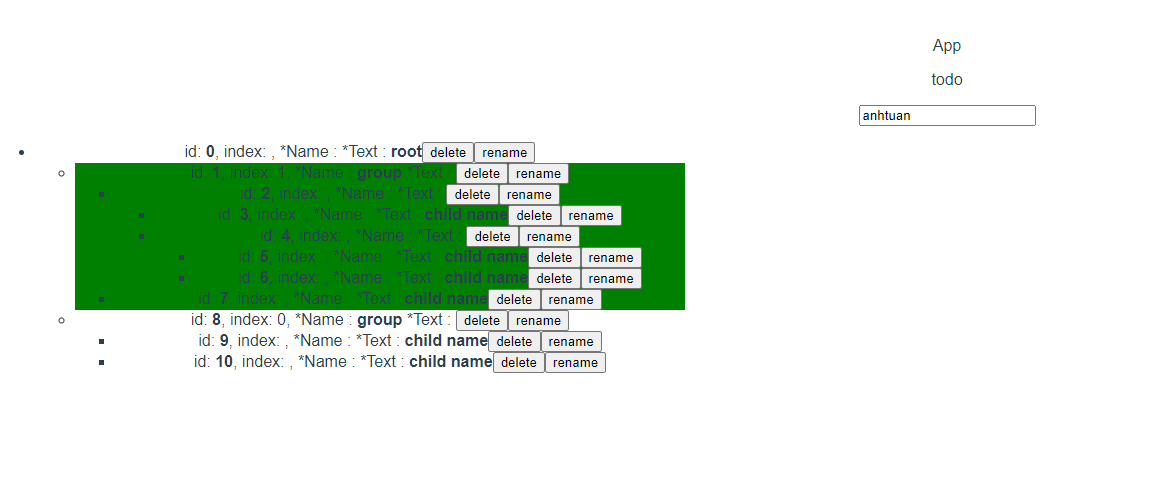 App
todo
anhtuan
id: 0, index: , *Name : *Text : root delete rename
id: 1, index: 1, *Name : group *Text : delete rename
id: 2, index: , *Name : *Text : delete rename
id: 3, index: , *Name : *Text : child name delete rename
id: 4, index: , *Name : *Text : delete rename
id: 5, index: , *Name : *Text : child name delete rename
id: 6, index: , *Name : *Text : child name delete rename
id: 7, index: , *Name : *Text : child name delete rename
id: 8, index: 0, *Name : group *Text : delete rename
id: 9, index: , *Name : *Text : child name delete rename
id: 10, index: , *Name : *Text : child name delete rename